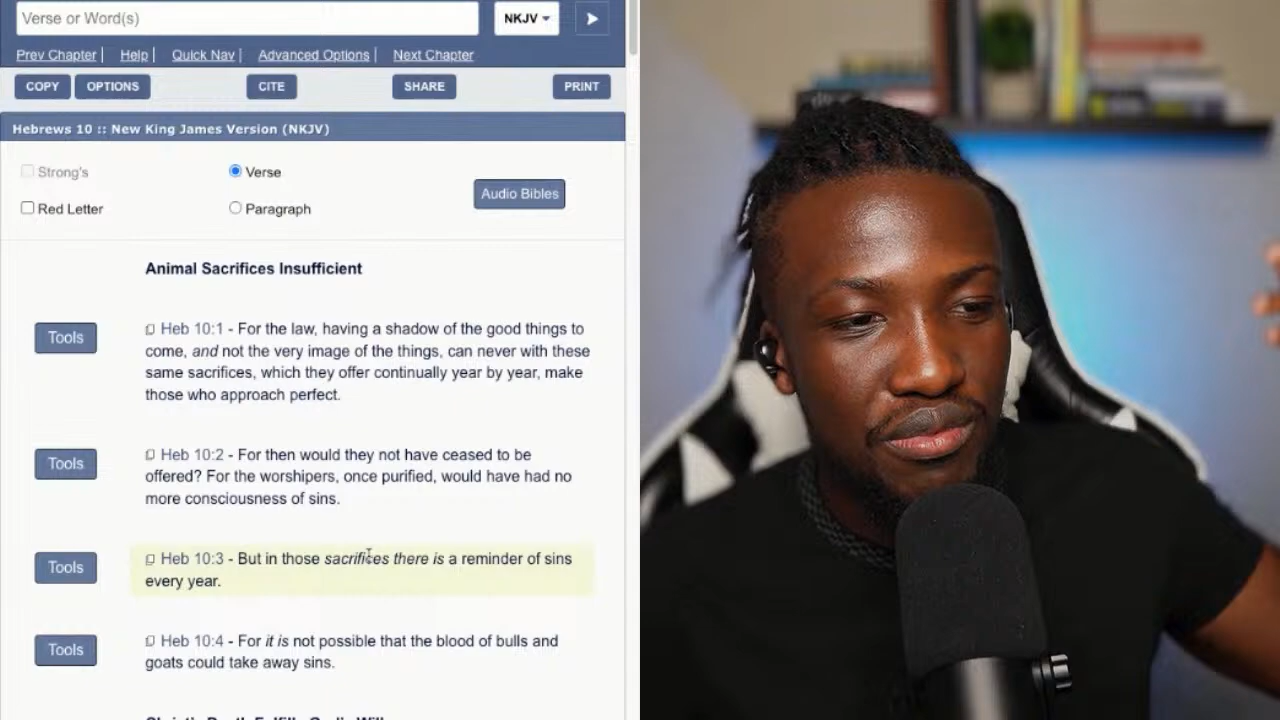 Verse or Word(s)
NKJV
Prev Chapter | Help | Quick Nav | Advanced Options | Next Chapter
COPY OPTIONS CITE SHARE PRINT
Hebrews 10 :: New King James Version (NKJV)
Strong's Verse
Audio Bibles
Red Letter Paragraph
Animal Sacrifices Insufficient
Tools
Heb 10:1 - For the law, having a shadow of the good things to
come, and not the very image of the things, can never with these
same sacrifices, which they offer continually year by year, make
those who approach perfect.
Tools
Heb 10:2 - For then would they not have ceased to be
offered? For the worshipers, once purified, would have had no
more consciousness of sins.
Tools
Heb 10:3 - But in those sacrifices there is a reminder of sins
every year.
Tools
Heb 10:4 - For it is not possible that the blood of bulls and
goats could take away sins.